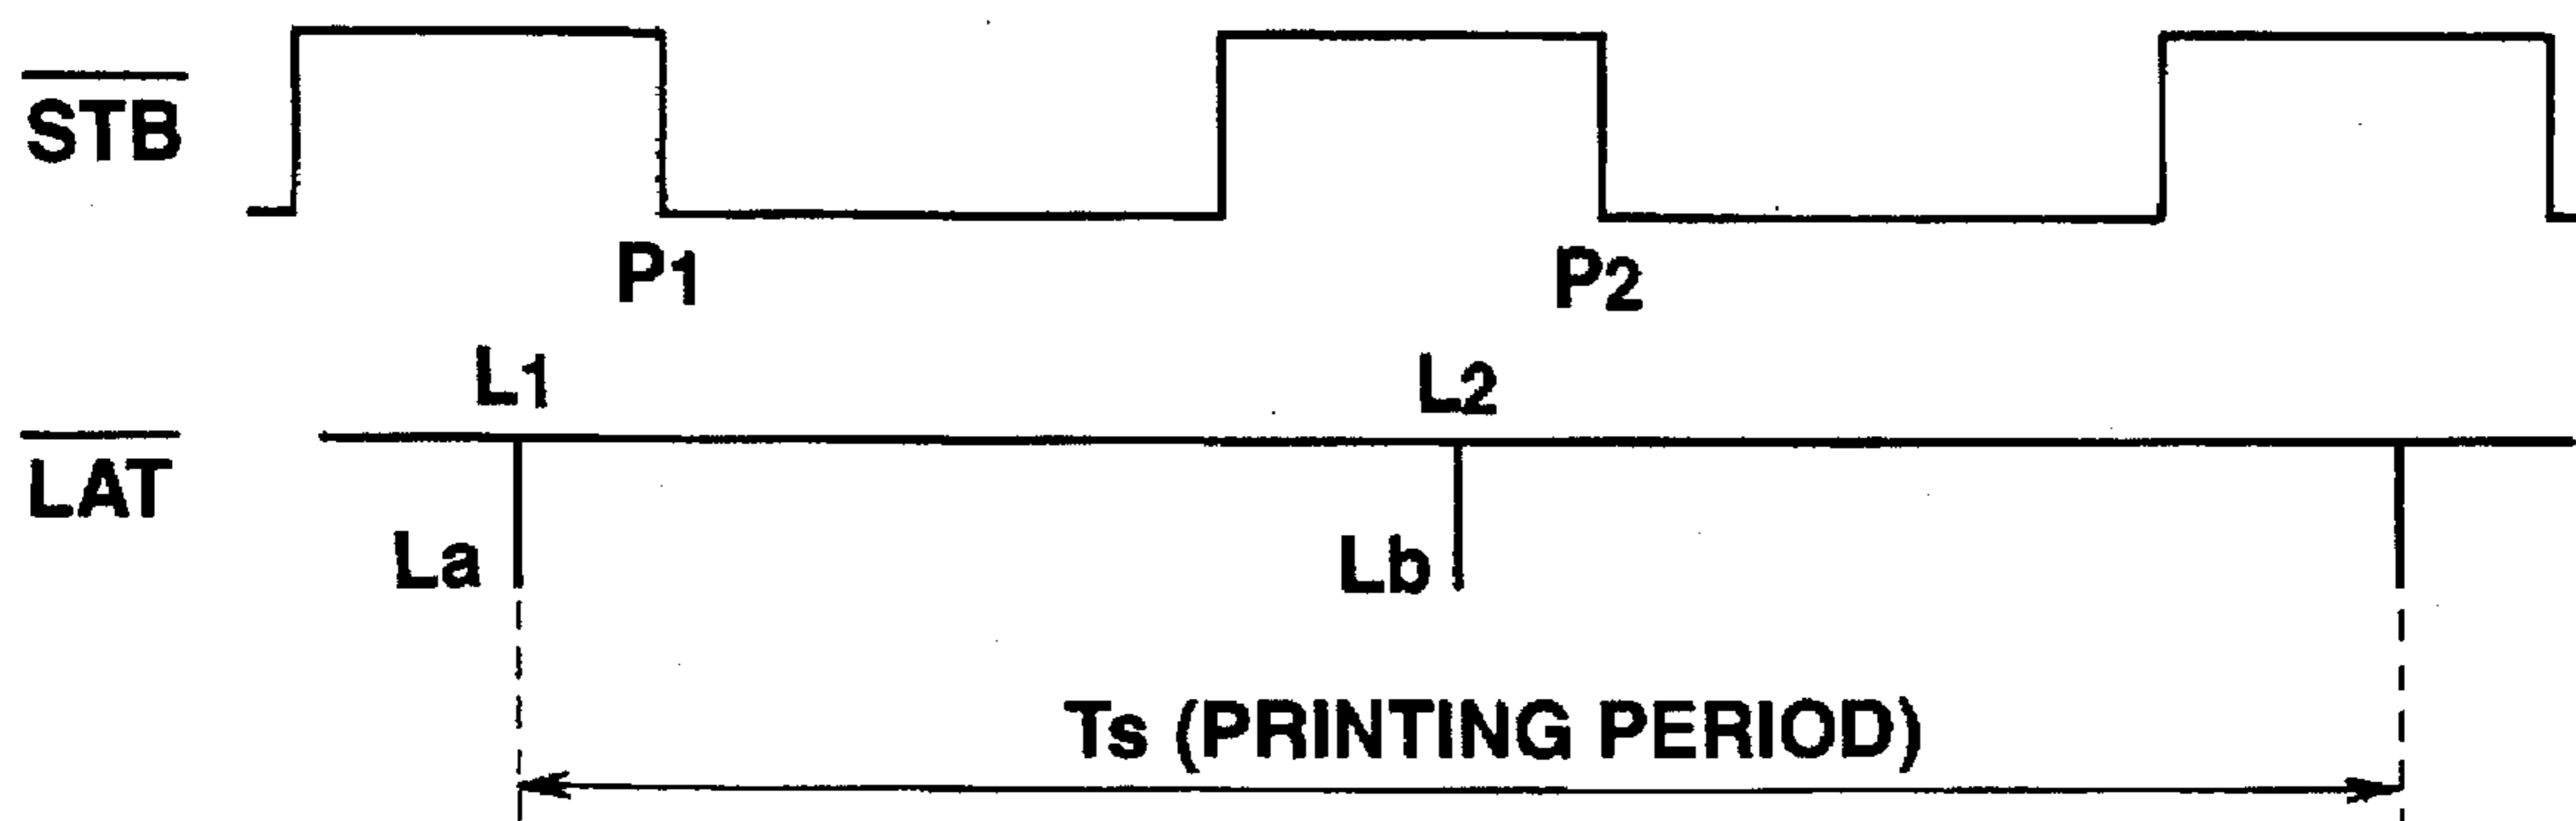 STB
P1
P2
L1
L2
LAT
La
Lb
Ts (PRINTING PERIOD)